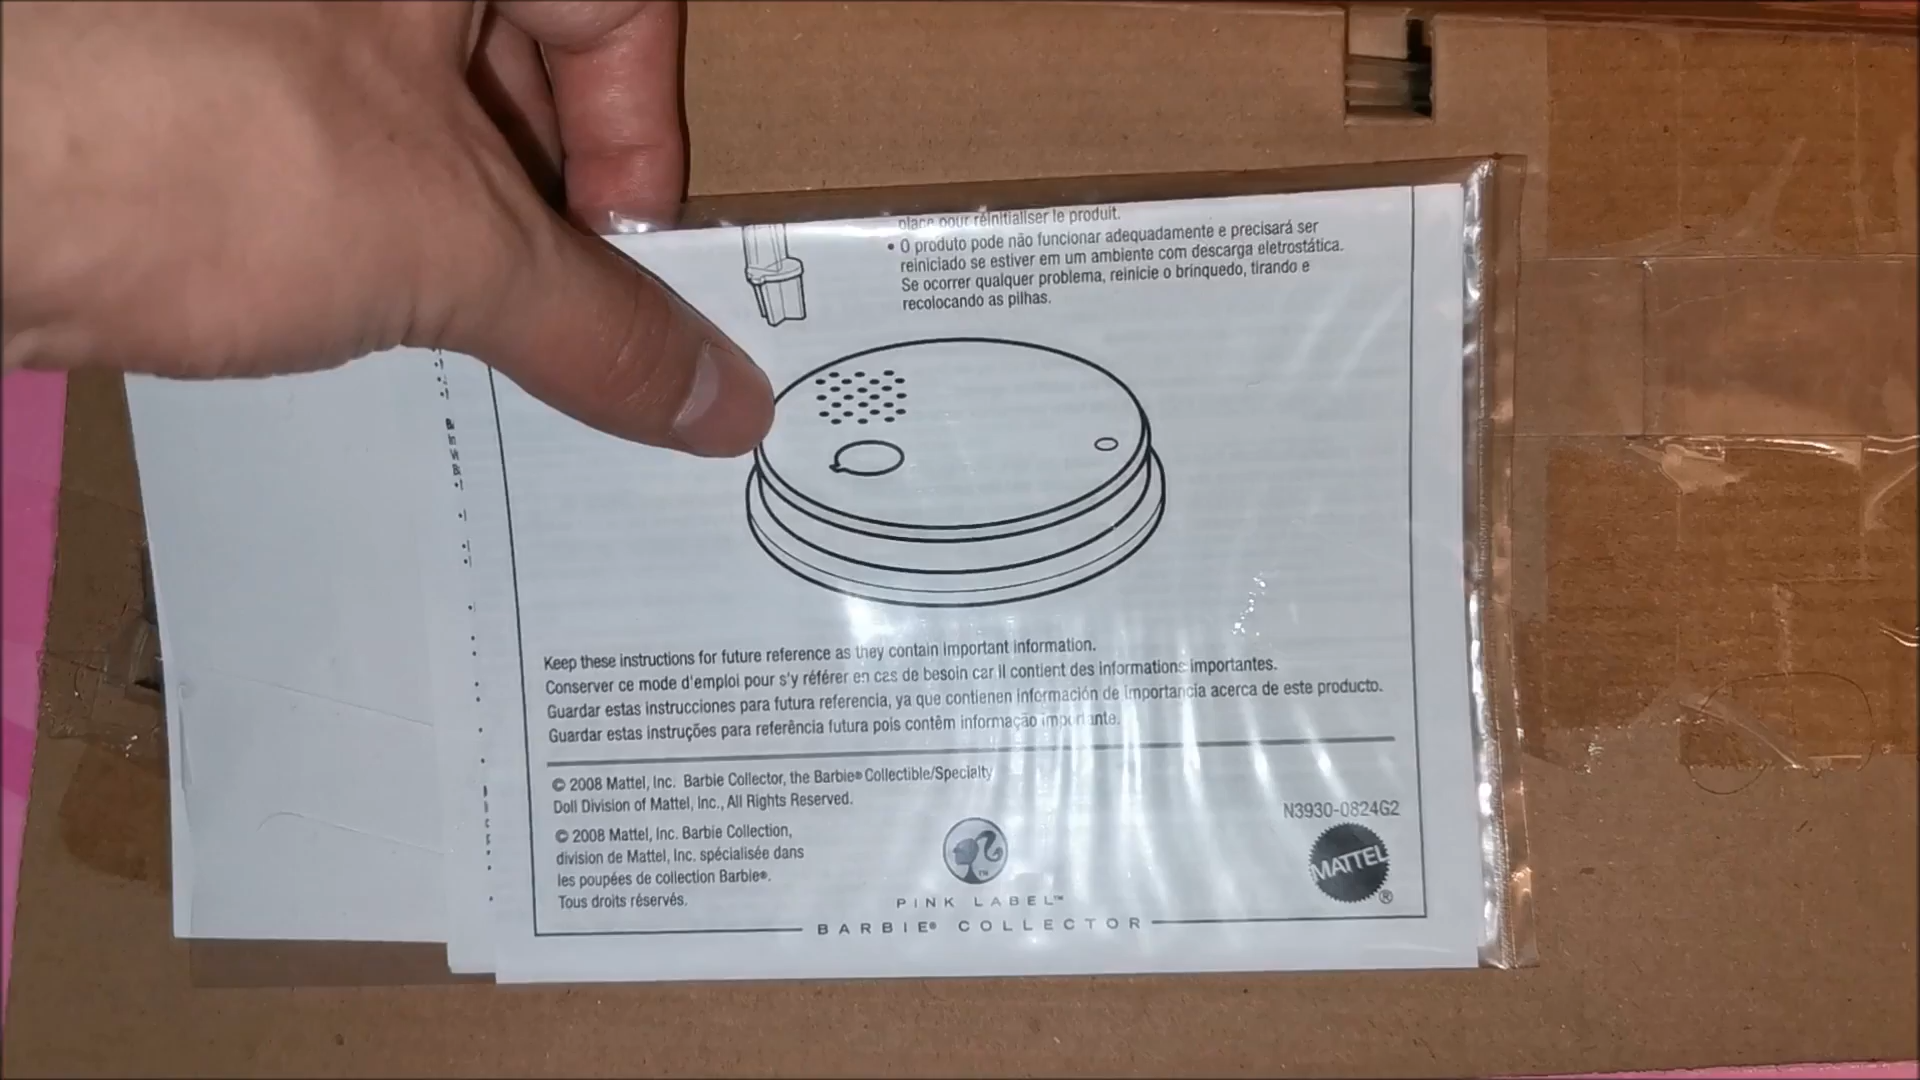 place pour réinitialiser le produit.
• O produto pode não funcionar adequadamente e precisará ser
reiniciado se estiver em um ambiente com descarga eletrostática.
Se ocorrer qualquer problema, reinicie o brinquedo, tirando e
recolocando as pilhas.
Keep these instructions for future reference as they contain important information.
Conserver ce mode d'emploi pour s'y référer en cas de besoin car il contient des informations importantes.
Guardar estas instrucciones para futura referencia, ya que contienen información de importancia acerca de este producto.
Guardar estas instruções para referência futura pois contêm informação importante.
© 2008 Mattel, Inc. Barbie Collector, the Barbie® Collectible/Specialty
Doll Division of Mattel, Inc., All Rights Reserved.
© 2008 Mattel, Inc. Barbie Collection,
division de Mattel, Inc. spécialisée dans
les poupées de collection Barbie®.
Tous droits réservés.
N3930-0824G2
MATTEL®
PINK LABEL™
BARBIE® COLLECTOR